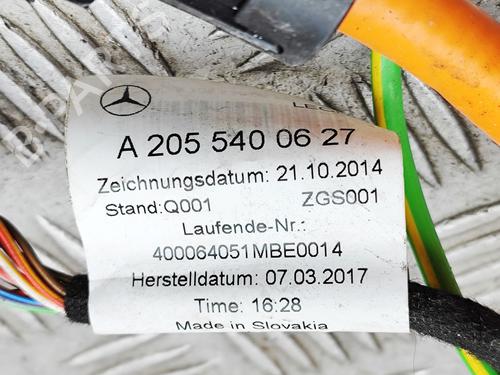 A 205 540 06 27
Zeichnungsdatum: 21.10.2014
Stand:Q001 ZGS001
Laufende-Nr.:
400064051MBE0014
Herstelldatum: 07.03.2017
Time: 16:28
Made in Slovakia